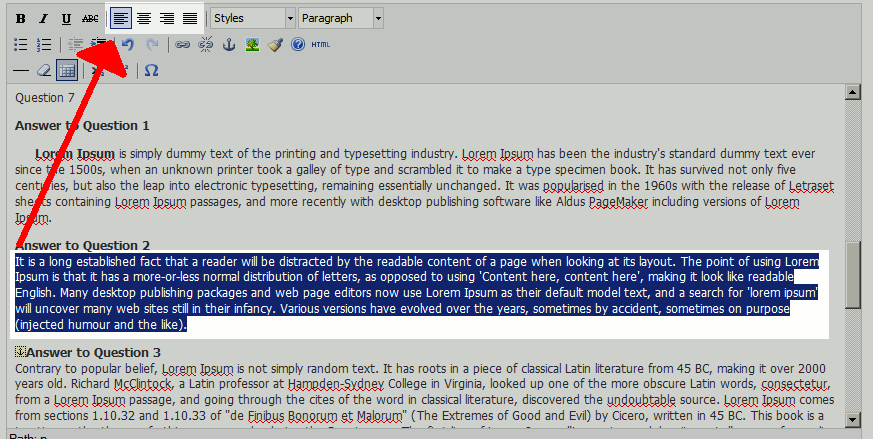 B I U ABC Styles Paragraph
HTML
Question 7
Answer to Question 1
Lorem Ipsum is simply dummy text of the printing and typesetting industry. Lorem Ipsum has been the industry's standard dummy text ever
since the 1500s, when an unknown printer took a galley of type and scrambled it to make a type specimen book. It has survived not only five
centuries, but also the leap into electronic typesetting, remaining essentially unchanged. It was popularised in the 1960s with the release of Letraset
sheets containing Lorem Ipsum passages, and more recently with desktop publishing software like Aldus PageMaker including versions of Lorem
Ipsum.
Answer to Question 2
It is a long established fact that a reader will be distracted by the readable content of a page when looking at its layout. The point of using Lorem
Ipsum is that it has a more-or-less normal distribution of letters, as opposed to using 'Content here, content here', making it look like readable
English. Many desktop publishing packages and web page editors now use Lorem Ipsum as their default model text, and a search for 'lorem ipsum'
will uncover many web sites still in their infancy. Various versions have evolved over the years, sometimes by accident, sometimes on purpose
(injected humour and the like).
Answer to Question 3
Contrary to popular belief, Lorem Ipsum is not simply random text. It has roots in a piece of classical Latin literature from 45 BC, making it over 2000
years old. Richard McClintock, a Latin professor at Hampden-Sydney College in Virginia, looked up one of the more obscure Latin words, consectetur,
from a Lorem Ipsum passage, and going through the cites of the word in classical literature, discovered the undoubtable source. Lorem Ipsum comes
from sections 1.10.32 and 1.10.33 of "de Finibus Bonorum et Malorum" (The Extremes of Good and Evil) by Cicero, written in 45 BC. This book is a
Path: p